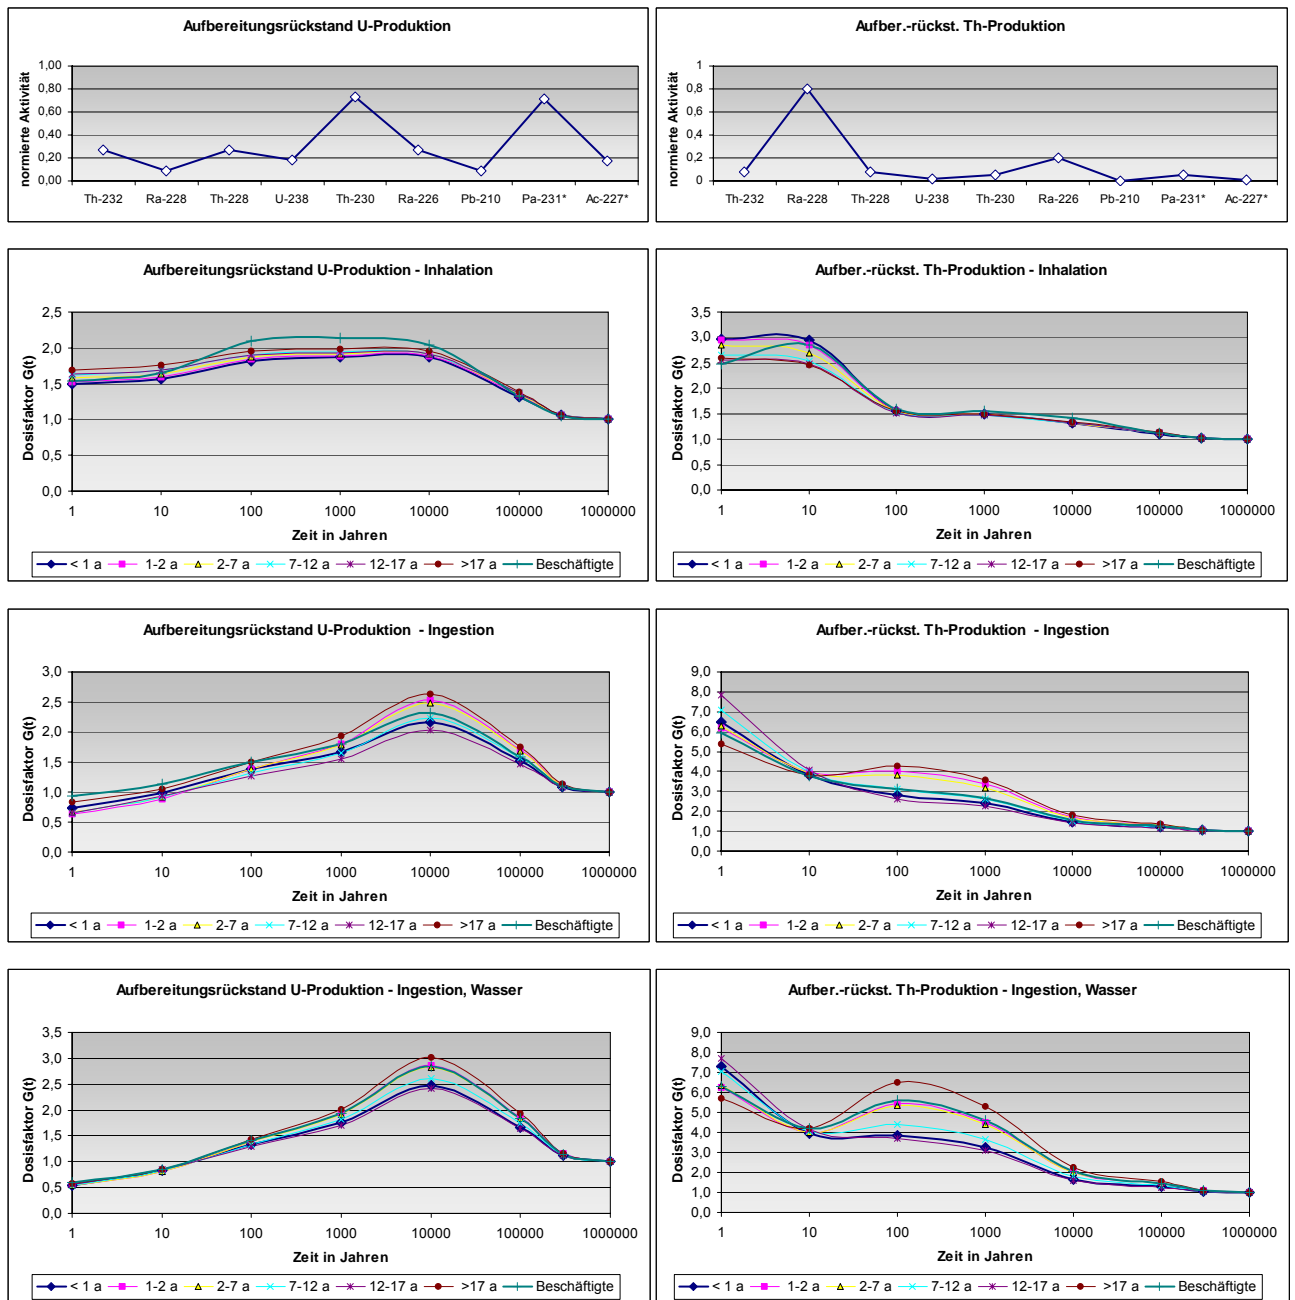 Aufbereitungsrückstand U-Produktion
normierte Aktivität
1,00
0,80
0,60
0,40
0,20
0,00
Th-232 Ra-228 Th-228 U-238 Th-230 Ra-226 Pb-210 Pa-231* Ac-227*
Aufber.-rückst. Th-Produktion
normierte Aktivität
1
0,8
0,6
0,4
0,2
0
Th-232 Ra-228 Th-228 U-238 Th-230 Ra-226 Pb-210 Pa-231* Ac-227*
Aufbereitungsrückstand U-Produktion - Inhalation
Dosisfaktor G(t)
2,5
2,0
1,5
1,0
0,5
0,0
1 10 100 1000 10000 100000 1000000
Zeit in Jahren
< 1 a 1-2 a 2-7 a 7-12 a 12-17 a >17 a Beschäftigte
Aufber.-rückst. Th-Produktion - Inhalation
Dosisfaktor G(t)
3,5
3,0
2,5
2,0
1,5
1,0
0,5
0,0
1 10 100 1000 10000 100000 1000000
Zeit in Jahren
< 1 a 1-2 a 2-7 a 7-12 a 12-17 a >17 a Beschäftigte
Aufbereitungsrückstand U-Produktion - Ingestion
Dosisfaktor G(t)
3,0
2,5
2,0
1,5
1,0
0,5
0,0
1 10 100 1000 10000 100000 1000000
Zeit in Jahren
< 1 a 1-2 a 2-7 a 7-12 a 12-17 a >17 a Beschäftigte
Aufber.-rückst. Th-Produktion - Ingestion
Dosisfaktor G(t)
9,0
8,0
7,0
6,0
5,0
4,0
3,0
2,0
1,0
0,0
1 10 100 1000 10000 100000 1000000
Zeit in Jahren
< 1 a 1-2 a 2-7 a 7-12 a 12-17 a >17 a Beschäftigte
Aufbereitungsrückstand U-Produktion - Ingestion, Wasser
Dosisfaktor G(t)
3,5
3,0
2,5
2,0
1,5
1,0
0,5
0,0
1 10 100 1000 10000 100000 1000000
Zeit in Jahren
< 1 a 1-2 a 2-7 a 7-12 a 12-17 a >17 a Beschäftigte
Aufber.-rückst. Th-Produktion - Ingestion, Wasser
Dosisfaktor G(t)
9,0
8,0
7,0
6,0
5,0
4,0
3,0
2,0
1,0
0,0
1 10 100 1000 10000 100000 1000000
Zeit in Jahren
< 1 a 1-2 a 2-7 a 7-12 a 12-17 a >17 a Beschäftigte